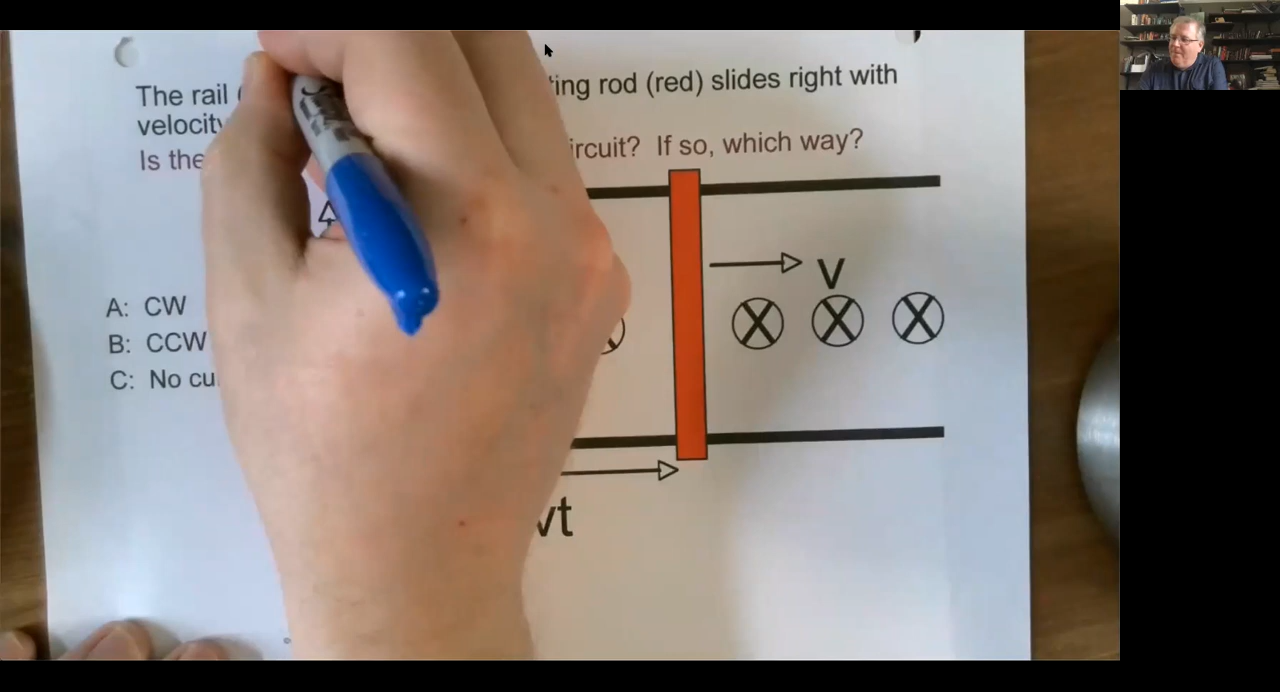 The rail ing rod (red) slides right with
velocity
Is the ircuit? If so, which way?
v
A: CW
B: CCW
C: No cu
vt